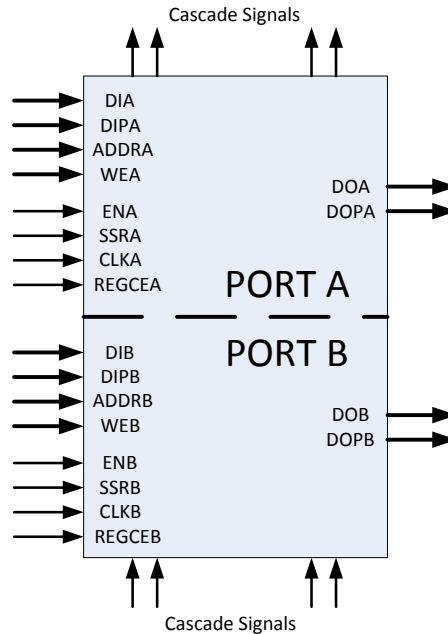 Cascade Signals
DIA
DIPA
ADDRA
WEA
DOA
ENA
DOPA
SSRA
CLKA
REGCEA
PORT A
PORT B
DIB
DIPB
ADDRB
WEB
DOB
DOPB
ENB
SSRB
CLKB
REGCEB
Cascade Signals